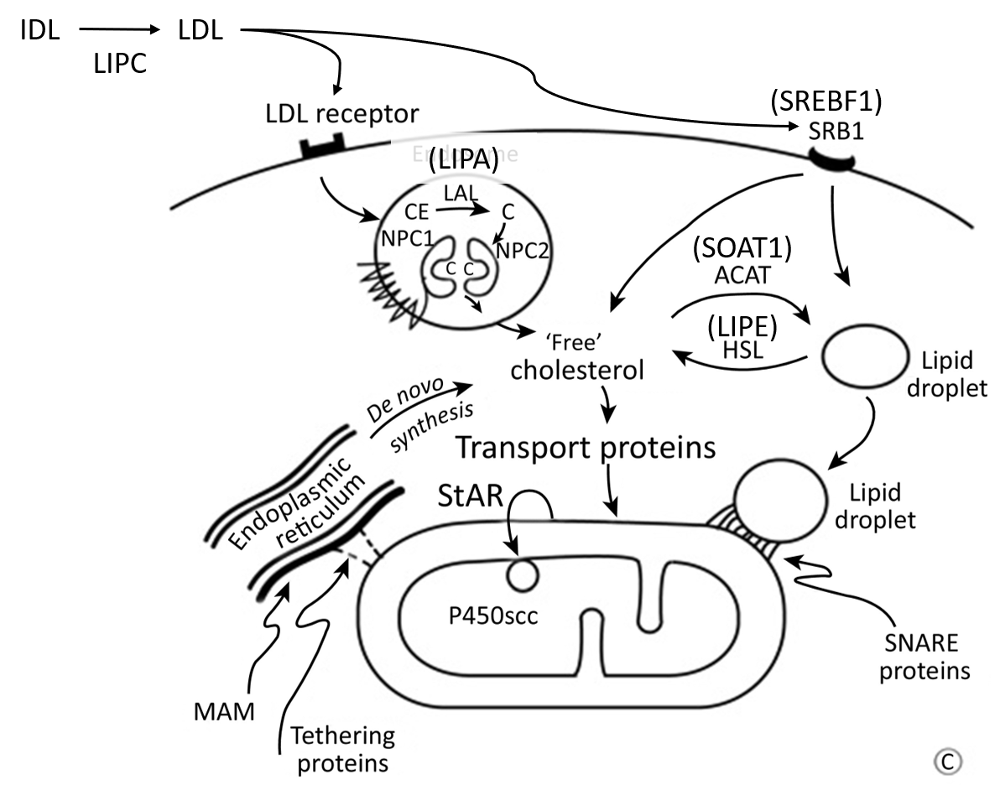 IDL
LDL
LIPC
LDL receptor
(SREBF1)
SRB1
Endosome
(LIPA)
LAL
CE
C
NPC1
NPC2
C C
(SOAT1)
ACAT
(LIPE)
HSL
'Free'
cholesterol
Lipid
droplet
De novo
synthesis
Transport proteins
Endoplasmic
reticulum
StAR
Lipid
droplet
P450scc
SNARE
proteins
MAM
Tethering
proteins
C